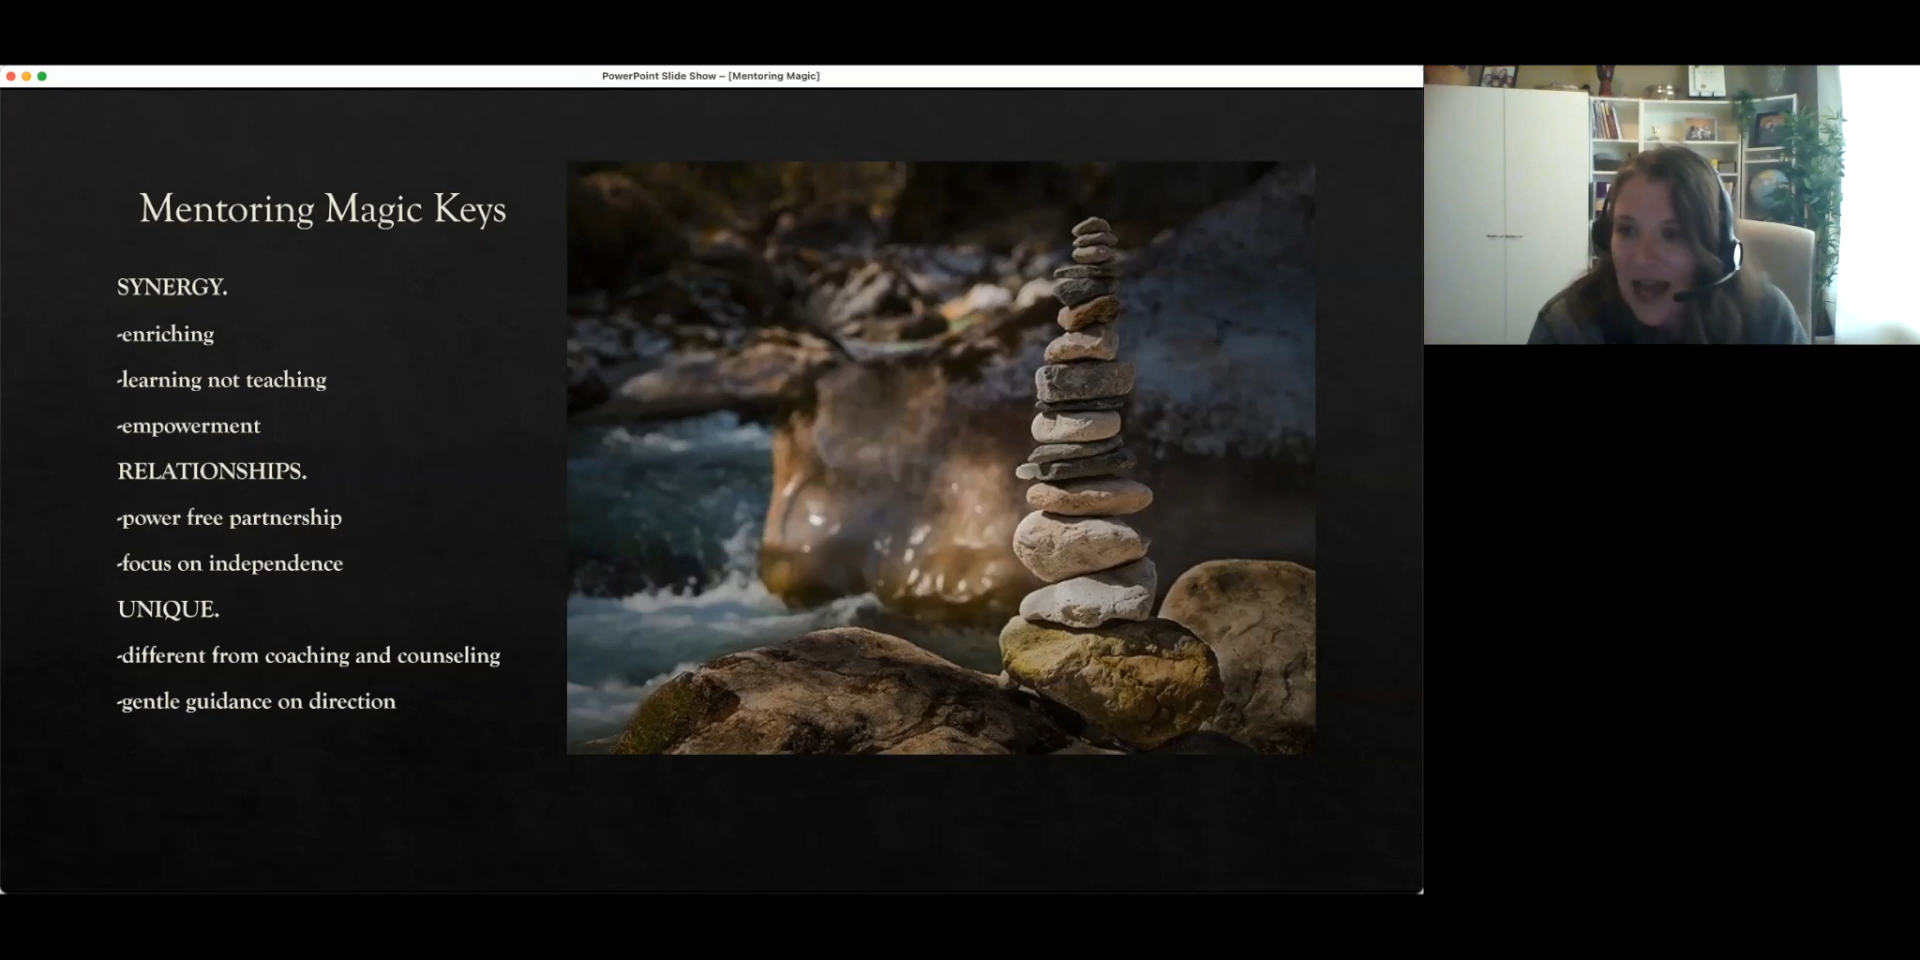 PowerPoint Slide Show – [Mentoring Magic]
Mentoring Magic Keys
SYNERGY.
-enriching
-learning not teaching
-empowerment
RELATIONSHIPS.
-power free partnership
-focus on independence
UNIQUE.
-different from coaching and counseling
-gentle guidance on direction